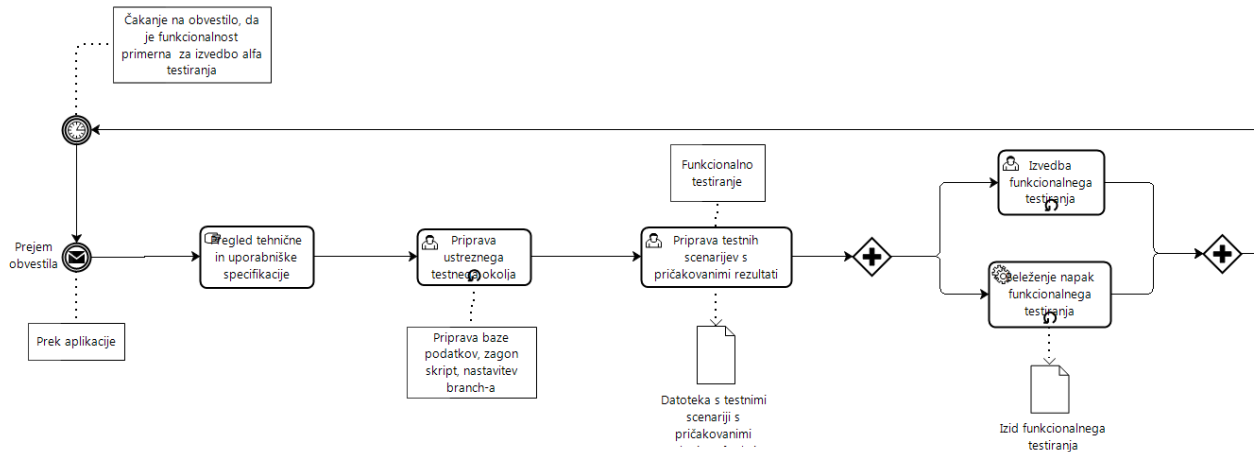 Čakanje na obvestilo, da
je funkcionalnost
primerna za izvedbo alfa
testiranja
Prejem
obvestila
Prek aplikacije
Pregled tehnične
in uporabniške
specifikacije
Priprava
ustreznega
testnega okolja
Priprava baze
podatkov, zagon
skript, nastavitev
branch-a
Funkcionalno
testiranje
Priprava testnih
scenarijev s
pričakovanimi rezultati
Datoteka s testnimi
scenariji s
pričakovanimi
Izvedba
funkcionalnega
testiranja
Beleženje napak
funkcionalnega
testiranja
Izid funkcionalnega
testiranja